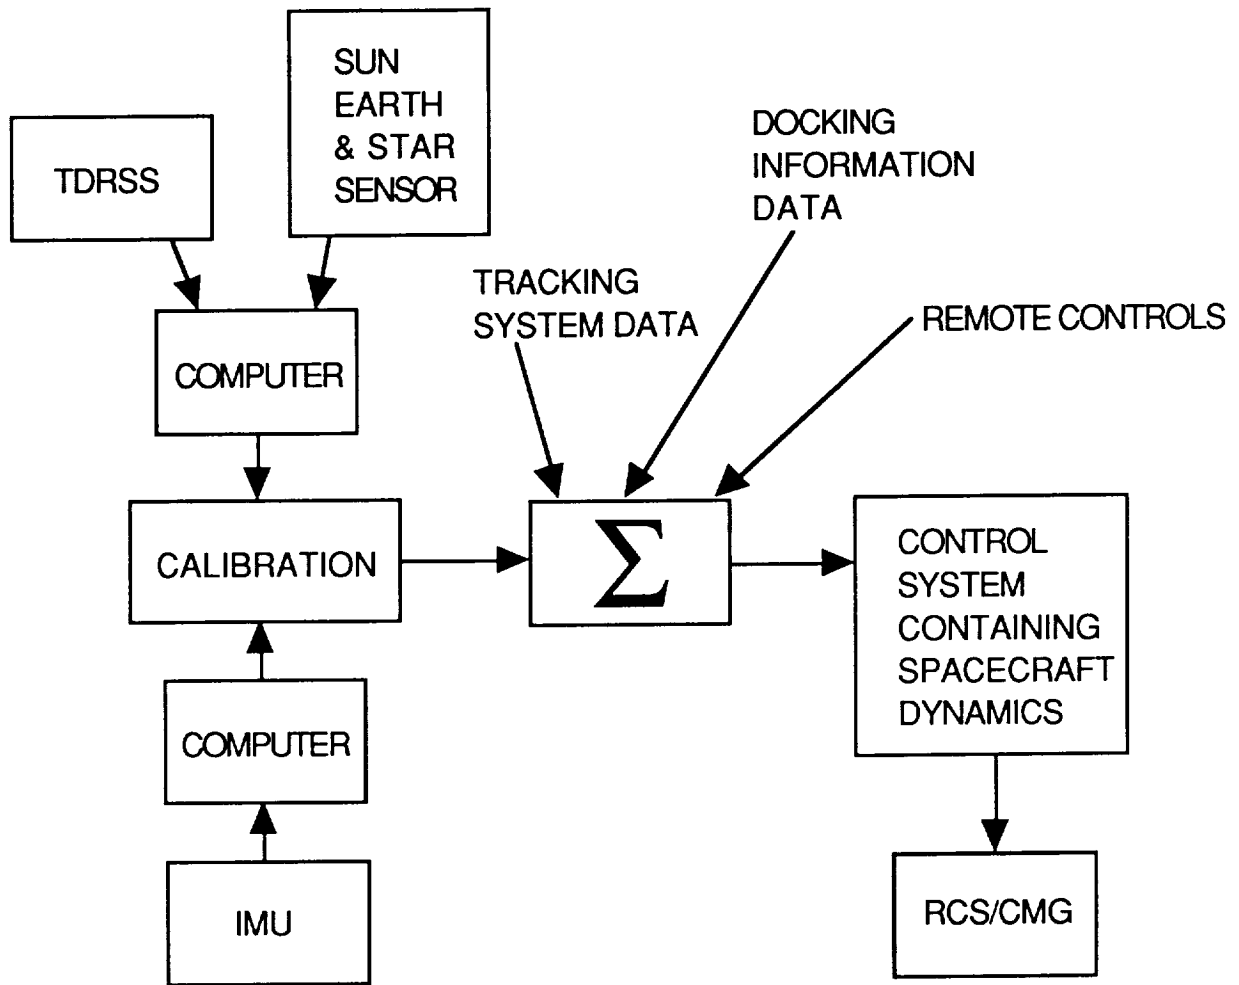 SUN
EARTH
& STAR
SENSOR
TDRSS
DOCKING
INFORMATION
DATA
TRACKING
SYSTEM DATA
REMOTE CONTROLS
COMPUTER
CALIBRATION
Σ
CONTROL
SYSTEM
CONTAINING
SPACECRAFT
DYNAMICS
COMPUTER
IMU
RCS/CMG